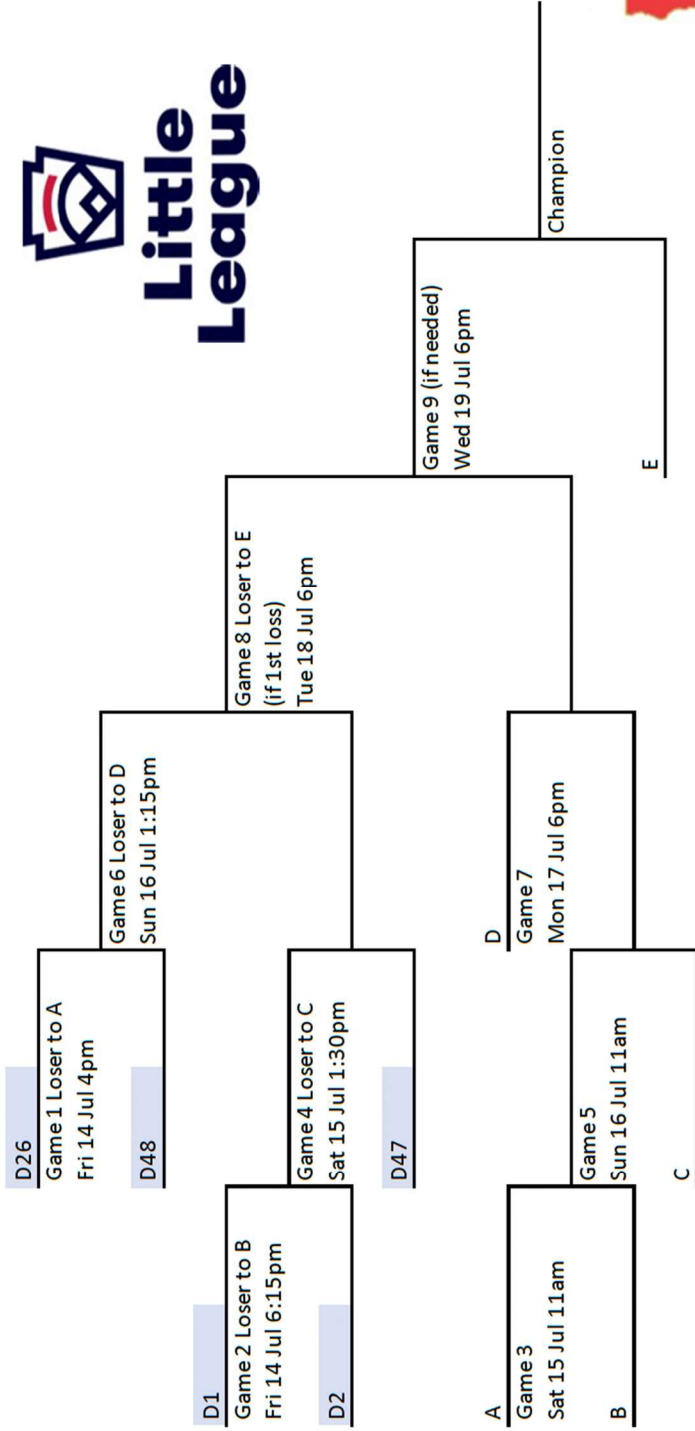 Little
League
D26
Game 1 Loser to A
Fri 14 Jul 4pm
D48
Game 6 Loser to D
Sun 16 Jul 1:15pm
D1
Game 2 Loser to B
Fri 14 Jul 6:15pm
D2
Game 4 Loser to C
Sat 15 Jul 1:30pm
D47
Game 8 Loser to E
(if 1st loss)
Tue 18 Jul 6pm
Game 9 (if needed)
Wed 19 Jul 6pm
Champion
E
A
Game 3
Sat 15 Jul 11am
B
Game 5
Sun 16 Jul 11am
C
D
Game 7
Mon 17 Jul 6pm